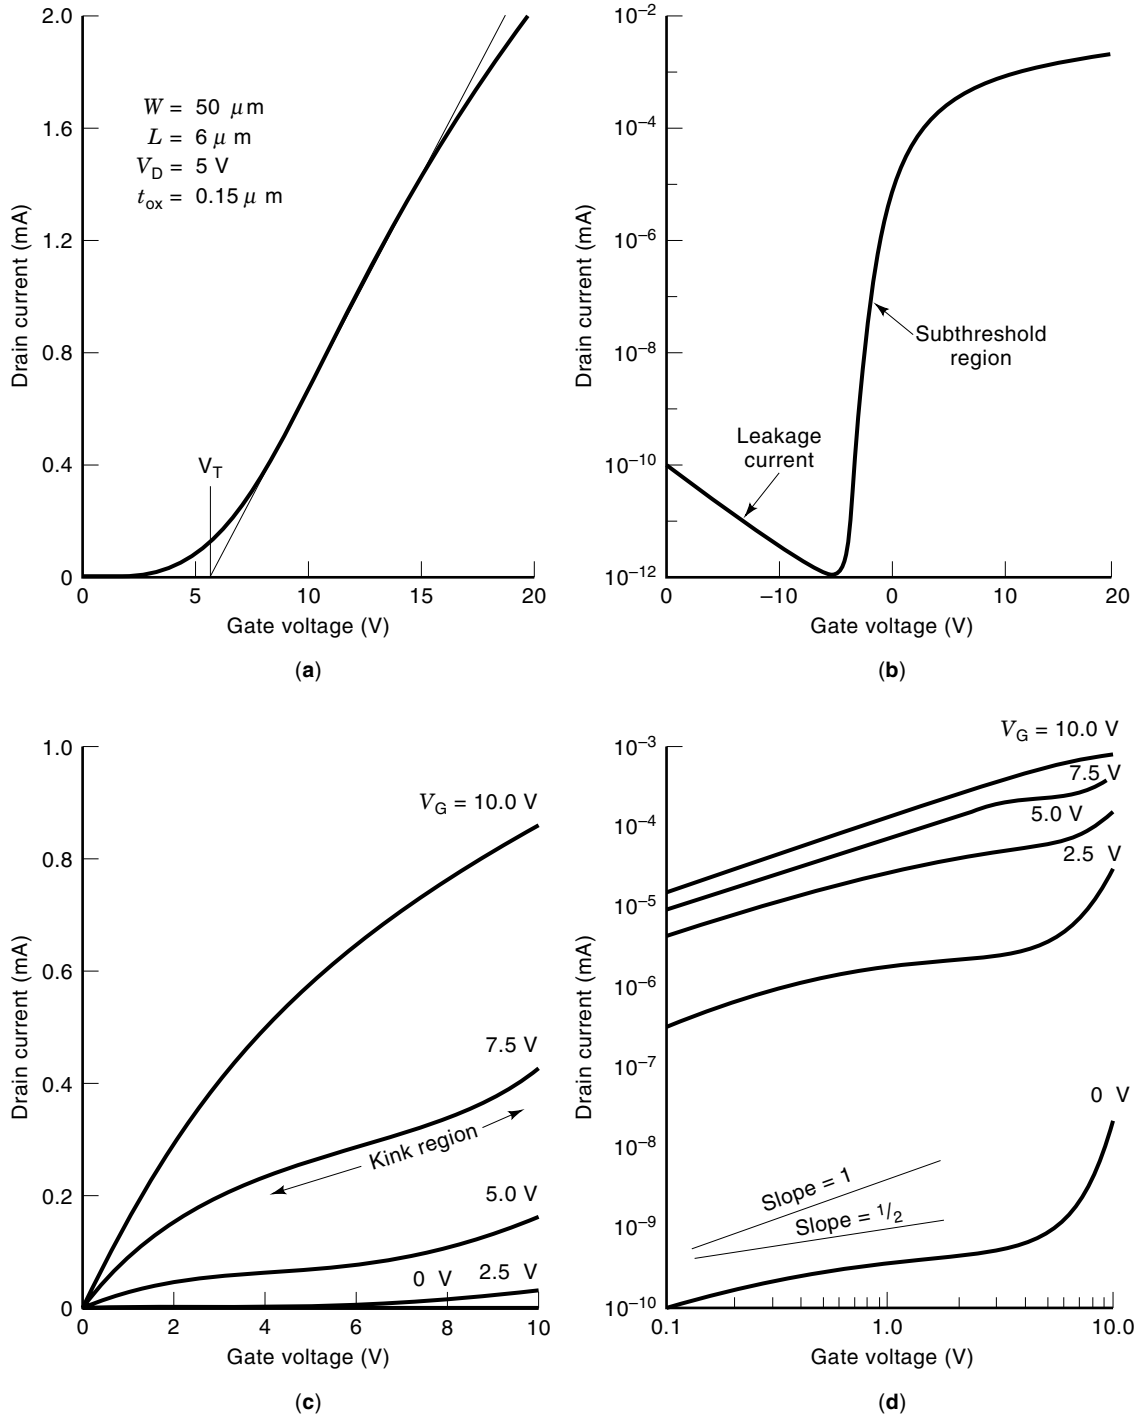 2.0
1.6
1.2
0.8
0.4
0
Drain current (mA)
W = 50 μm
L = 6 μ m
V_D = 5 V
t_ox = 0.15 μ m
V_T
0 5 10 15 20
Gate voltage (V)
(a)
10^–2
10^–4
10^–6
10^–8
10^–10
10^–12
Drain current (mA)
Subthreshold
region
Leakage
current
0 –10 0 10 20
Gate voltage (V)
(b)
1.0
0.8
0.6
0.4
0.2
0
Drain current (mA)
V_G = 10.0 V
7.5 V
Kink region
5.0 V
0 V 2.5 V
0 2 4 6 8 10
Gate voltage (V)
(c)
10^–3
10^–4
10^–5
10^–6
10^–7
10^–8
10^–9
10^–10
Drain current (mA)
V_G = 10.0 V
7.5 V
5.0 V
2.5 V
0 V
Slope = 1
Slope = 1/2
0.1 1.0 10.0
Gate voltage (V)
(d)